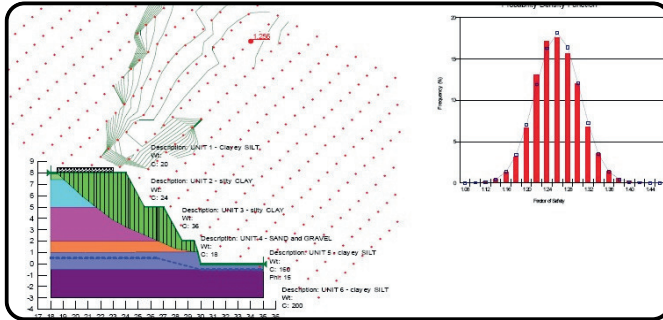 Probability Density Function
1.256
Description: UNIT 1 - Clayey SILT,
Wt:
C: 20
Description: UNIT 2 - silty CLAY
Wt:
C: 24
Description: UNIT 3 - silty CLAY
Wt:
C: 36
Description: UNIT 4 - SAND and GRAVEL
Wt:
C: 18
Description: UNIT 5 - clayey SILT
Wt:
Phi: 15
Description: UNIT 6 - clayey SILT
Wt:
C: 200
9
8
7
6
5
4
3
2
1
0
-1
-2
-3
-4
17 18 19 20 21 22 23 24 25 26 27 28 29 30 31 32 33 34 35 36
Frequency (%)
20
15
10
5
0
1.08 1.12 1.16 1.20 1.24 1.28 1.32 1.36 1.40 1.44
Factor of Safety